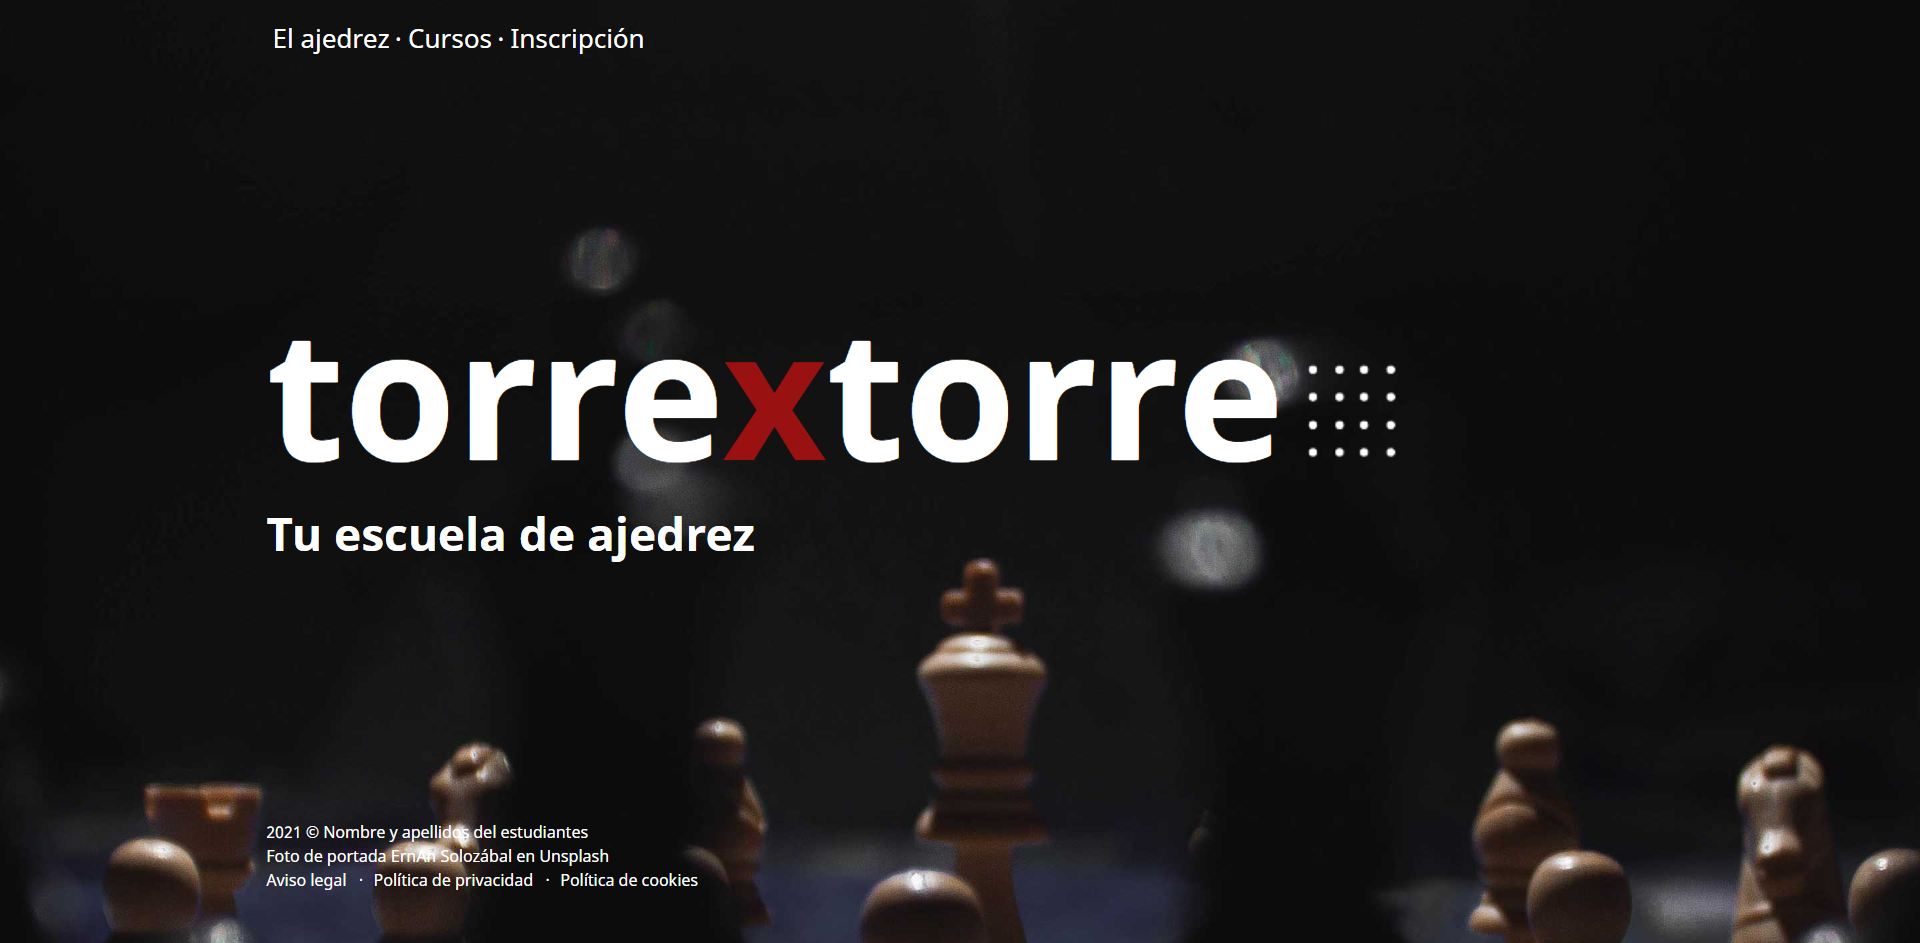 El ajedrez · Cursos · Inscripción
torrextorre
Tu escuela de ajedrez
2021 © Nombre y apellidos del estudiantes
Foto de portada ErnAn Solozábal en Unsplash
Aviso legal · Política de privacidad · Política de cookies